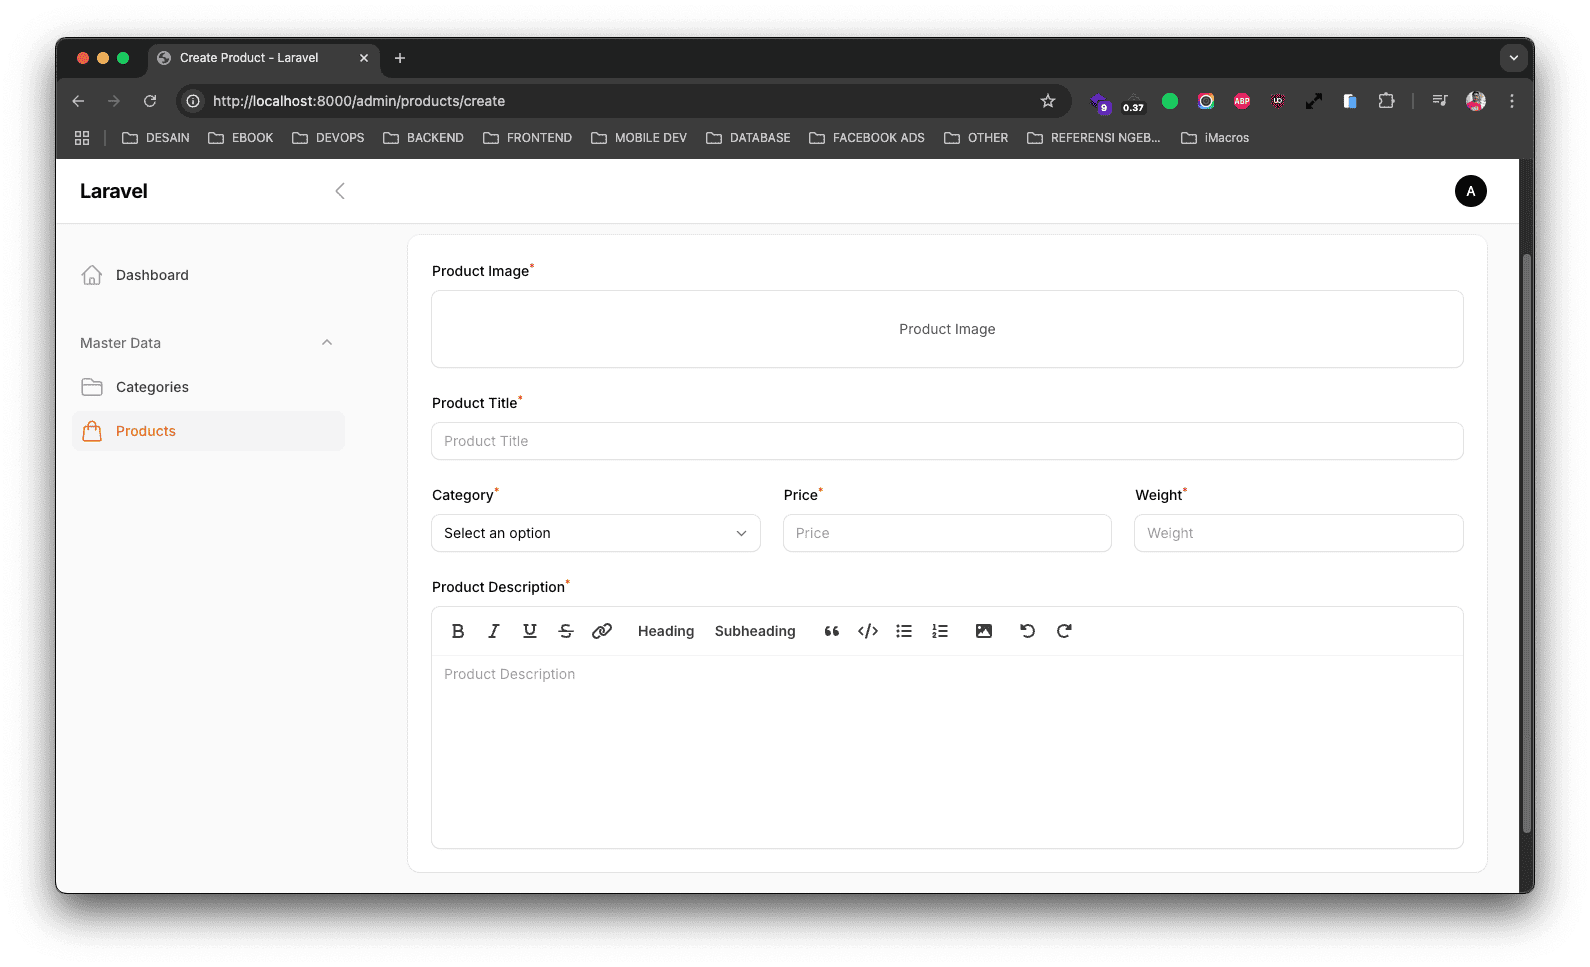 Create Product - Laravel
http://localhost:8000/admin/products/create
9
0.37
ABP
DESAIN EBOOK DEVOPS BACKEND FRONTEND MOBILE DEV DATABASE FACEBOOK ADS OTHER REFERENSI NGEB... iMacros
Laravel
A
Dashboard
Master Data
Categories
Products
Product Image*
Product Image
Product Title*
Product Title
Category* Price* Weight*
Select an option Price Weight
Product Description*
B I U S Heading Subheading
Product Description